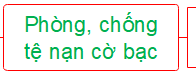 Phòng, chống
tệ nạn cờ bạc